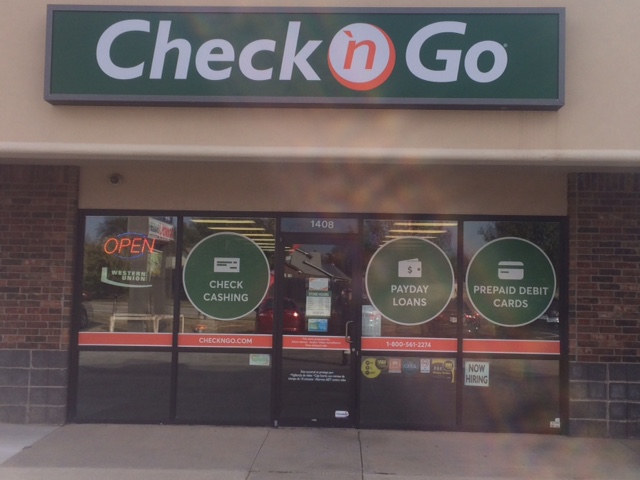 Check 'n Go
1408
OPEN
WESTERN
UNION
CHECK
CASHING
PAYDAY
LOANS
PREPAID DEBIT
CARDS
CHECKNGO.COM
1-800-561-2274
NOW
HIRING